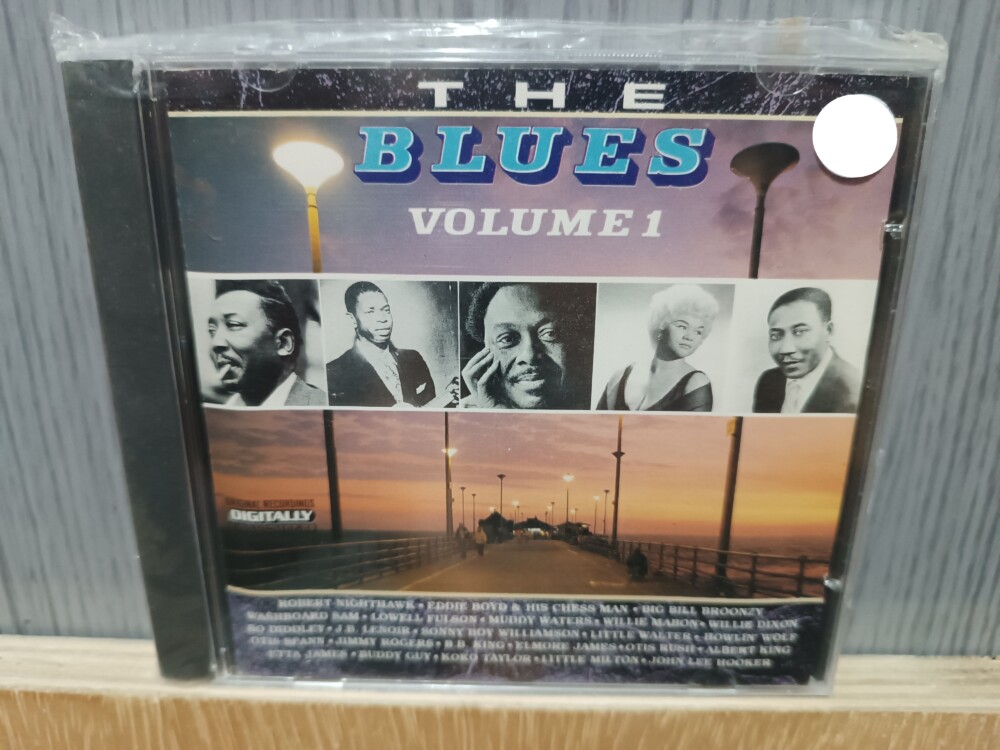 THE
BLUES
VOLUME 1
ORIGINAL RECORDINGS
DIGITALLY
ROBERT NIGHTHAWK • EDDIE BOYD & HIS CHESS MAN • BIG BILL BROONZY
WASHBOARD SAM • LOWELL FULSON • MUDDY WATERS • WILLIE MABON • WILLIE DIXON
BO DIDDLEY • J.B. LENOIR • SONNY BOY WILLIAMSON • LITTLE WALTER • HOWLIN' WOLF
OTIS SPANN • JIMMY ROGERS • B.B. KING • ELMORE JAMES • OTIS RUSH • ALBERT KING
ETTA JAMES • BUDDY GUY • KOKO TAYLOR • LITTLE MILTON • JOHN LEE HOOKER